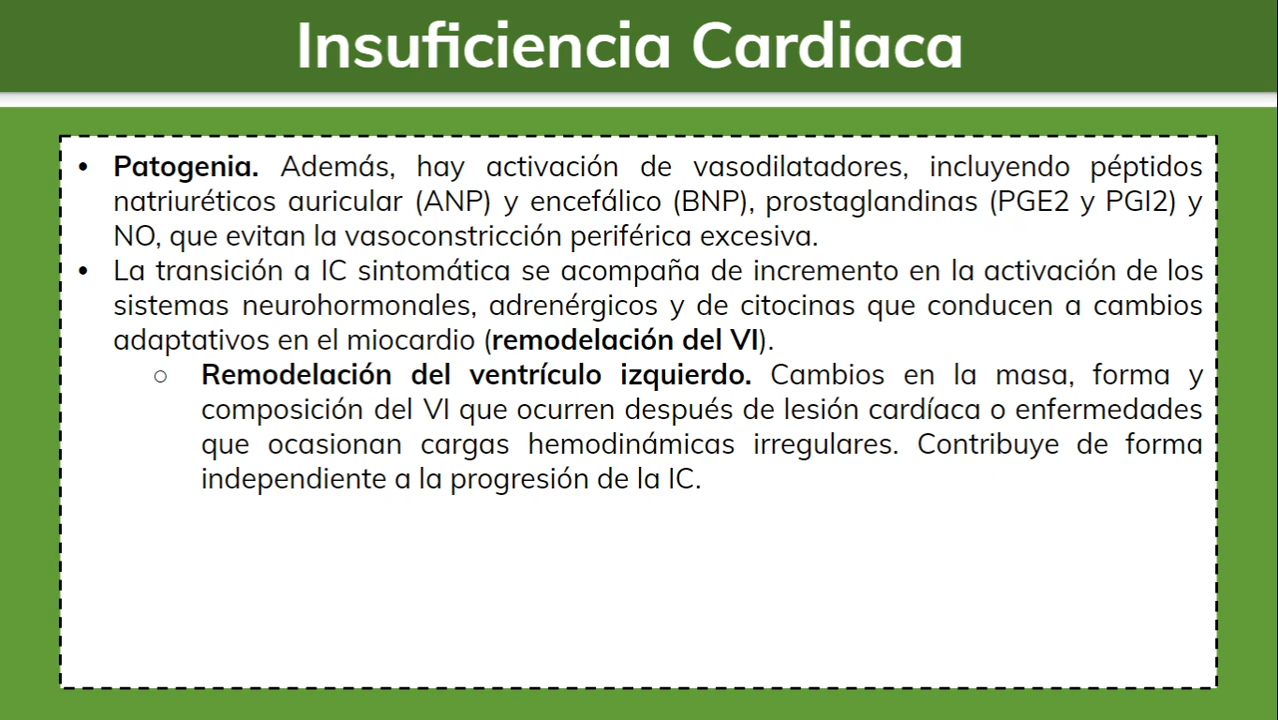 Insuficiencia Cardiaca
• Patogenia. Además, hay activación de vasodilatadores, incluyendo péptidos
natriuréticos auricular (ANP) y encefálico (BNP), prostaglandinas (PGE2 y PGI2) y
NO, que evitan la vasoconstricción periférica excesiva.
• La transición a IC sintomática se acompaña de incremento en la activación de los
sistemas neurohormonales, adrenérgicos y de citocinas que conducen a cambios
adaptativos en el miocardio (remodelación del VI).
○ Remodelación del ventrículo izquierdo. Cambios en la masa, forma y
composición del VI que ocurren después de lesión cardíaca o enfermedades
que ocasionan cargas hemodinámicas irregulares. Contribuye de forma
independiente a la progresión de la IC.